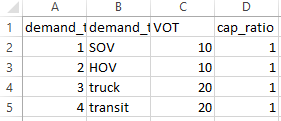 A B C D
1 demand_t demand_t VOT cap_ratio
2 1 SOV 10 1
3 2 HOV 10 1
4 3 truck 20 1
5 4 transit 20 1